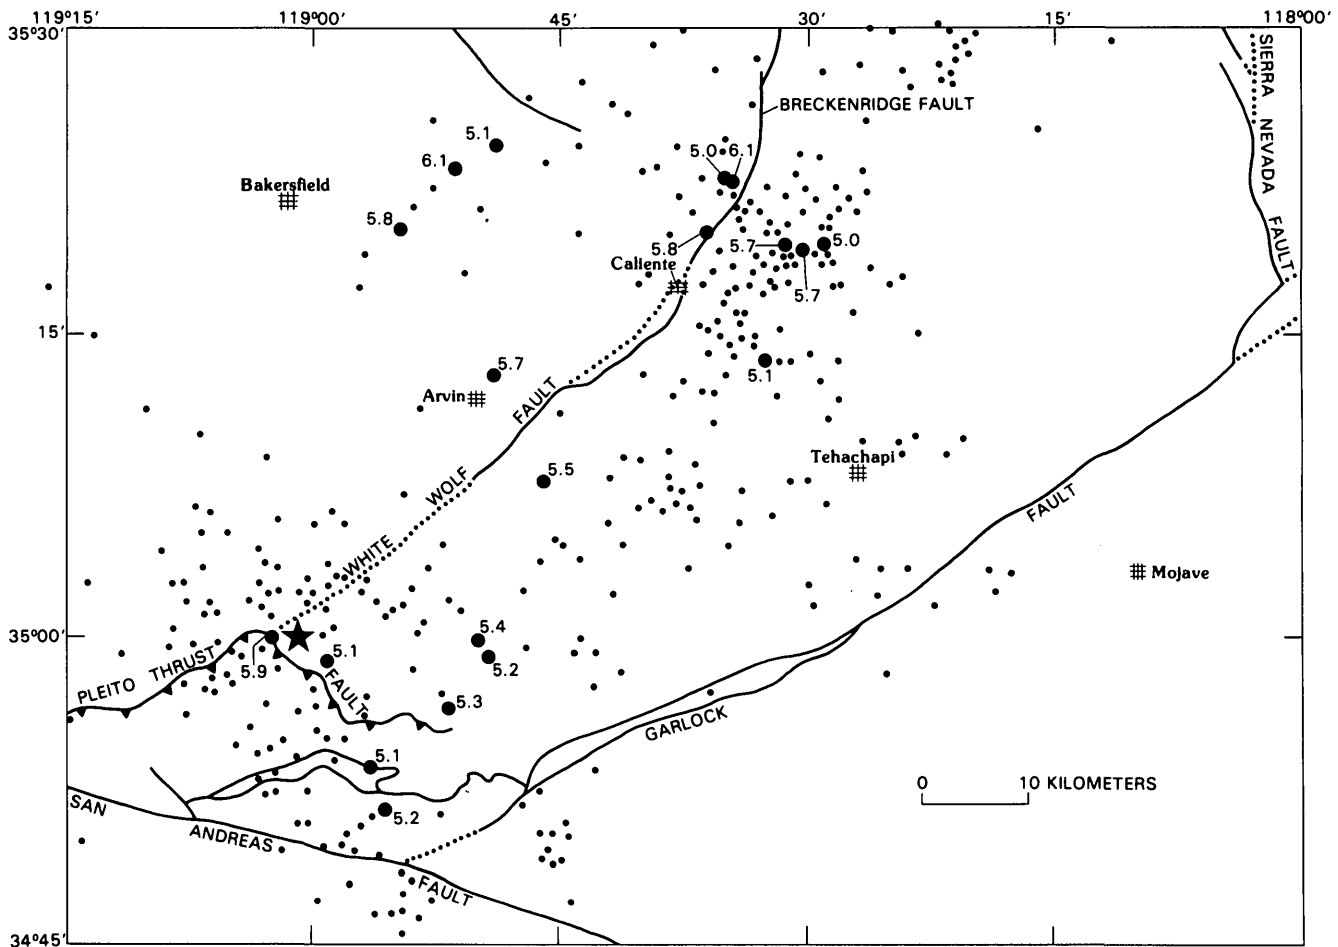 119°15′ 119°00′ 45′ 30′ 15′ 118°00′
35°30′
SIERRA NEVADA FAULT
BRECKENRIDGE FAULT
5.1
6.1
5.0 6.1
Bakersfield
5.8
5.8
5.7
5.0
Caliente
5.7
15′
5.7
5.1
Arvin
FAULT
Tehachapi
5.5
WOLF
FAULT
WHITE
Mojave
35°00′
5.4
5.1
5.2
5.9
PLEITO THRUST
FAULT
5.3
GARLOCK
5.1
0 10 KILOMETERS
SAN
5.2
ANDREAS
FAULT
34°45′